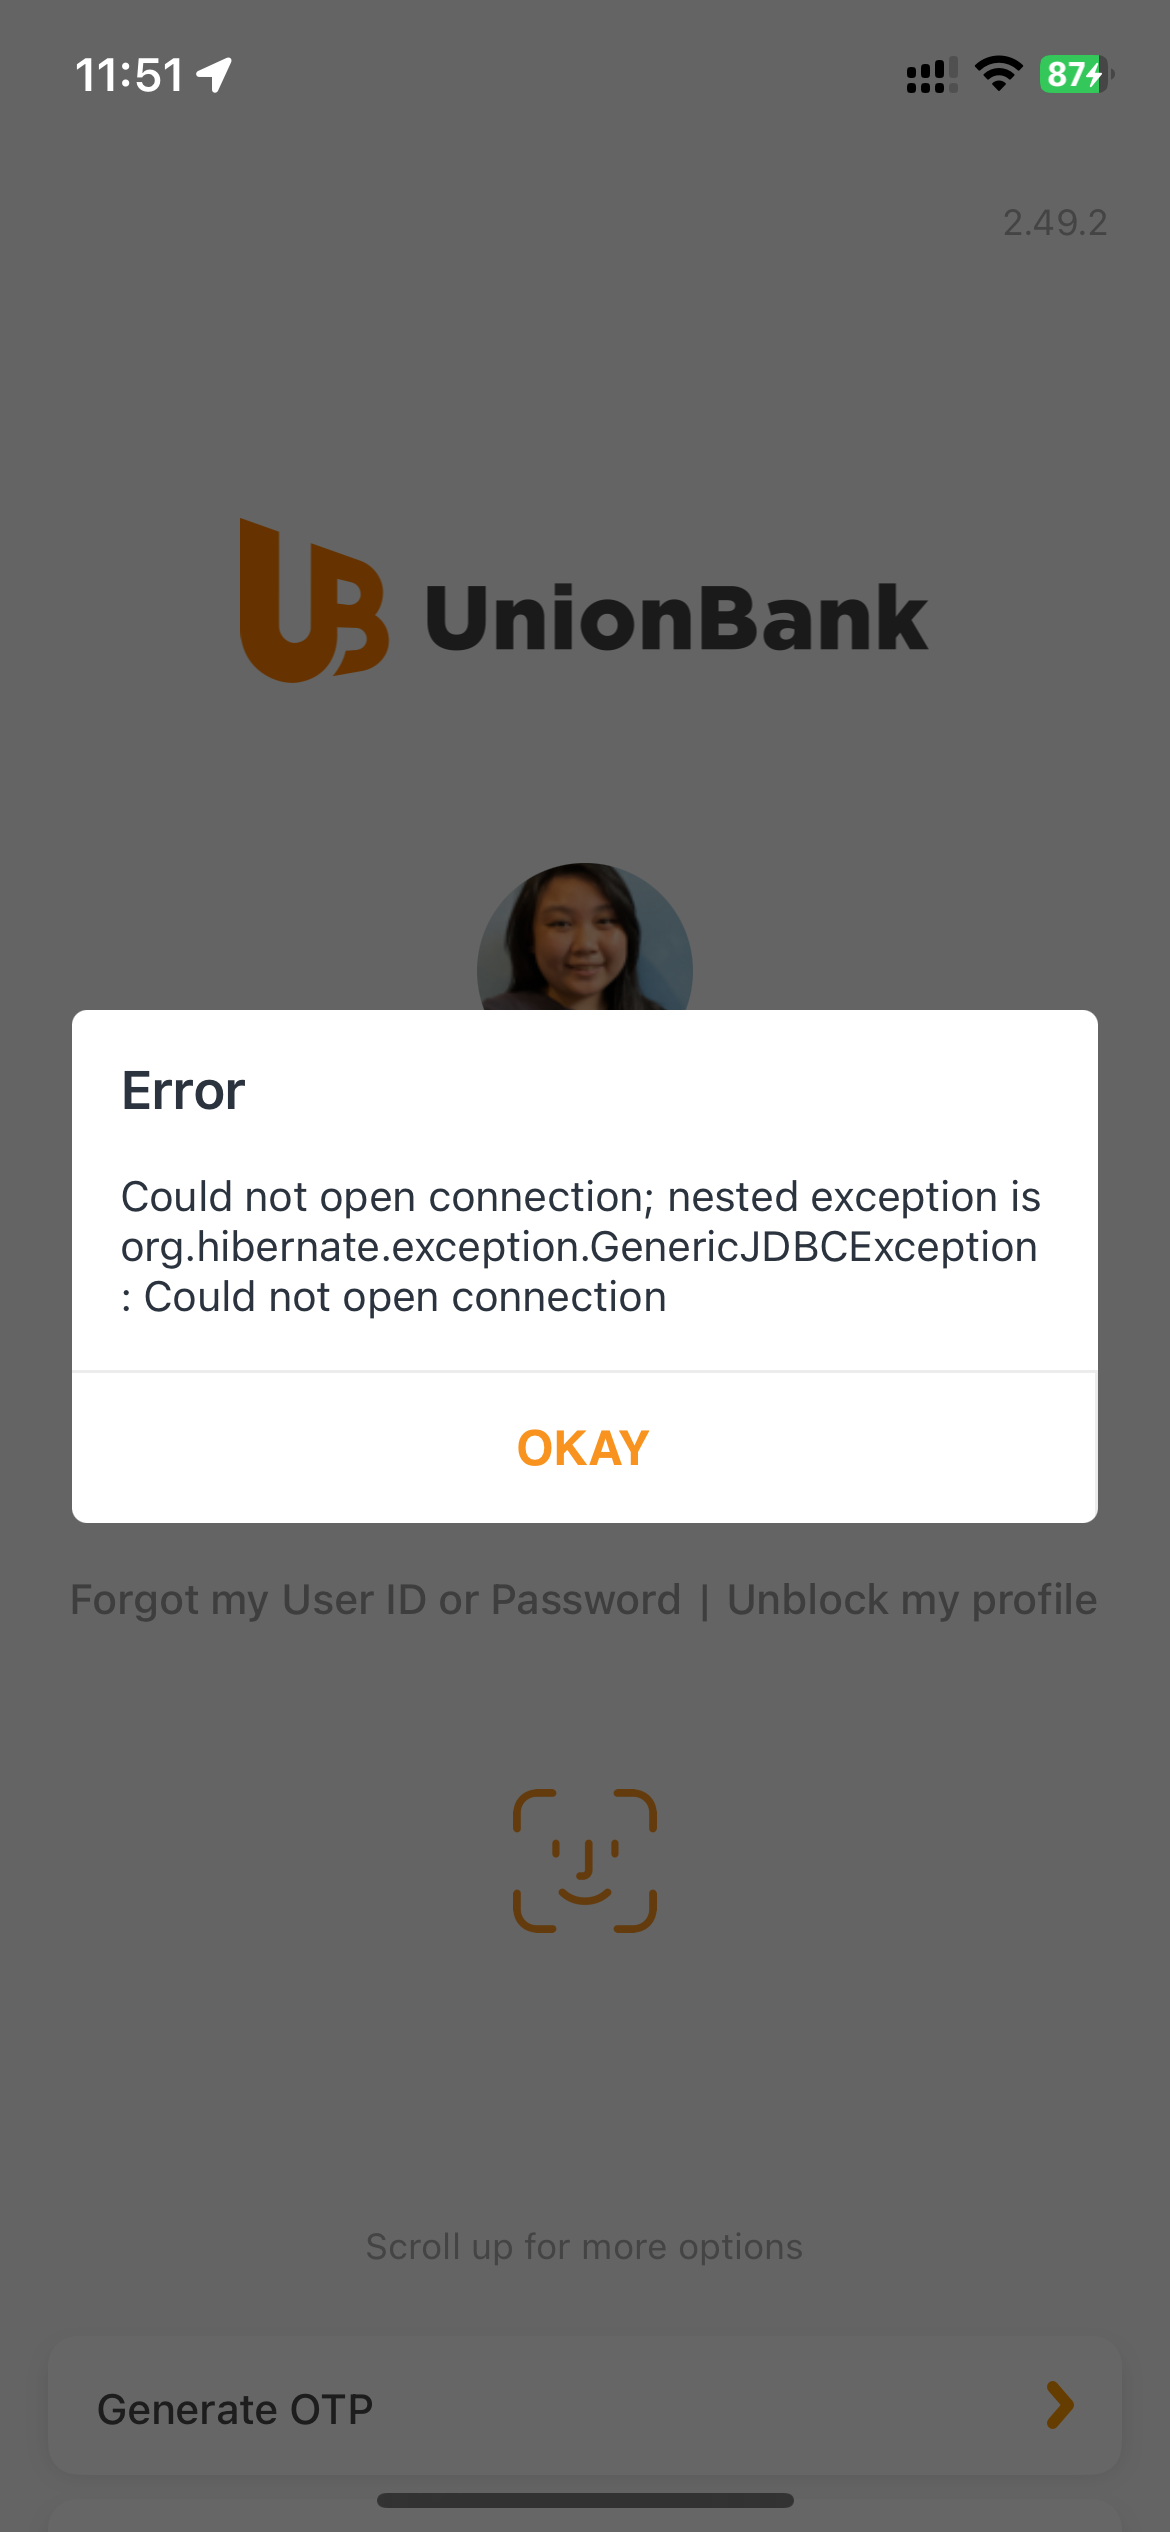 11:51
87
2.49.2
UB UnionBank
Error
Could not open connection; nested exception is
org.hibernate.exception.GenericJDBCException
: Could not open connection
OKAY
Forgot my User ID or Password | Unblock my profile
Scroll up for more options
Generate OTP